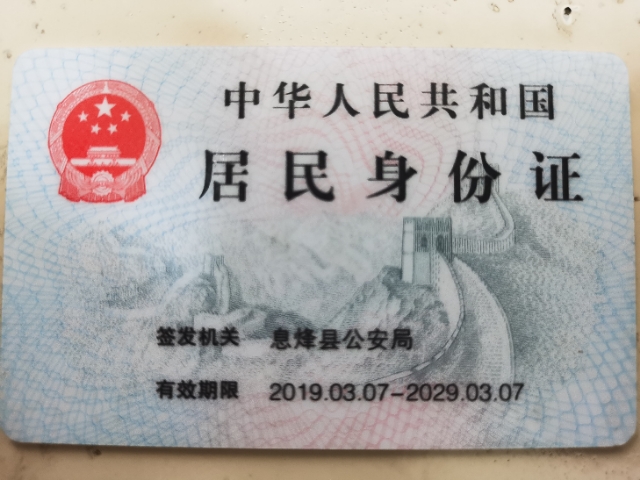 中华人民共和国
居民身份证
签发机关 息烽县公安局
有效期限 2019.03.07-2029.03.07